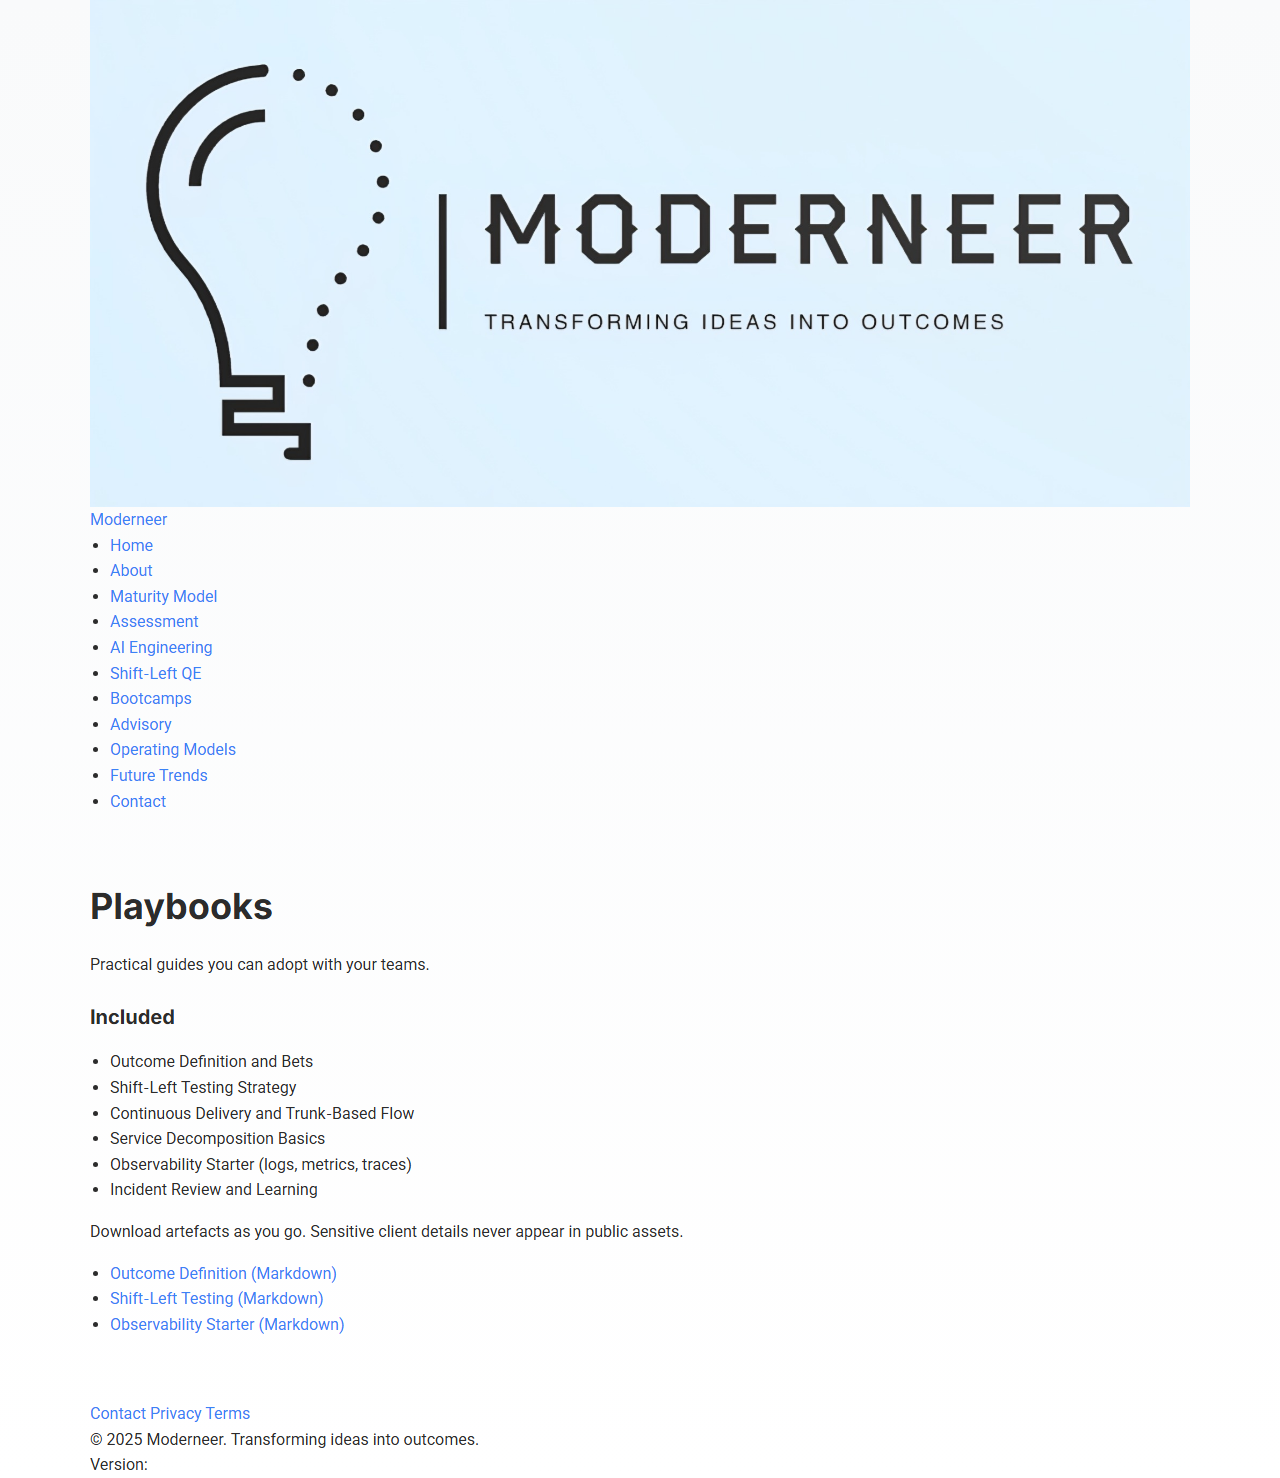 MODERNEER
TRANSFORMING IDEAS INTO OUTCOMES
Moderneer
Home
About
Maturity Model
Assessment
AI Engineering
Shift-Left QE
Bootcamps
Advisory
Operating Models
Future Trends
Contact
Playbooks
Practical guides you can adopt with your teams.
Included
Outcome Definition and Bets
Shift-Left Testing Strategy
Continuous Delivery and Trunk-Based Flow
Service Decomposition Basics
Observability Starter (logs, metrics, traces)
Incident Review and Learning
Download artefacts as you go. Sensitive client details never appear in public assets.
Outcome Definition (Markdown)
Shift-Left Testing (Markdown)
Observability Starter (Markdown)
Contact Privacy Terms
© 2025 Moderneer. Transforming ideas into outcomes.
Version: